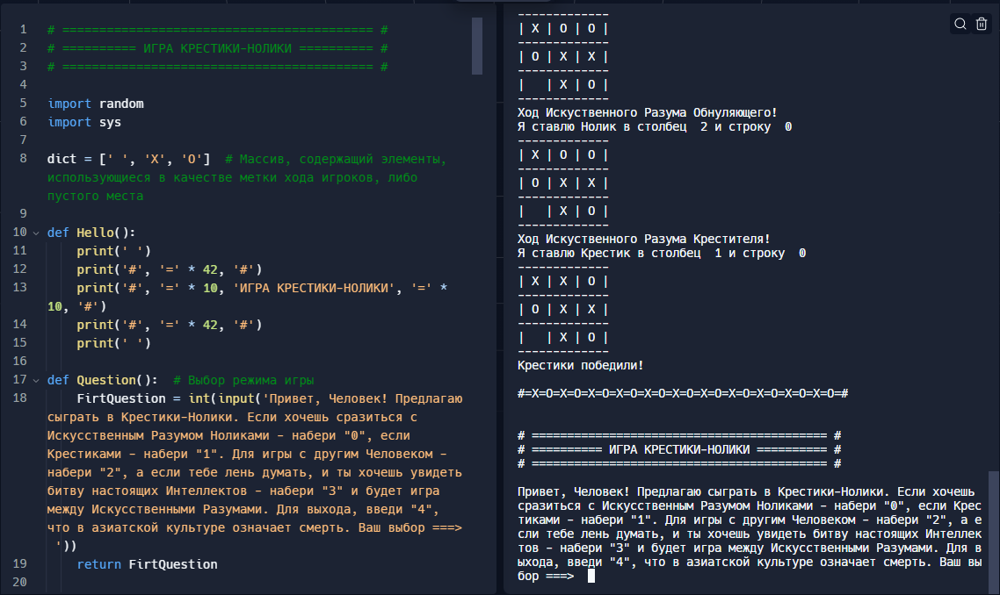 1 # ========================================== #
2 # ========== ИГРА КРЕСТИКИ-НОЛИКИ ========== #
3 # ========================================== #
4
5 import random
6 import sys
7
8 dict = [' ', 'X', 'O']  # Массив, содержащий элементы,
использующиеся в качестве метки хода игроков, либо
пустого места
9
10 def Hello():
11     print(' ')
12     print('#', '=' * 42, '#')
13     print('#', '=' * 10, 'ИГРА КРЕСТИКИ-НОЛИКИ', '=' *
10, '#')
14     print('#', '=' * 42, '#')
15     print(' ')
16
17 def Question():  # Выбор режима игры
18     FirtQuestion = int(input('Привет, Человек! Предлагаю
сыграть в Крестики-Нолики. Если хочешь сразиться с
Искусственным Разумом Ноликами - набери "0", если
Крестиками - набери "1". Для игры с другим Человеком -
набери "2", а если тебе лень думать, и ты хочешь увидеть
битву настоящих Интеллектов - набери "3" и будет игра
между Искусственными Разумами. Для выхода, введи "4",
что в азиатской культуре означает смерть. Ваш выбор ===>
'))
19     return FirtQuestion
20
-------------
| X | O | O |
-------------
| O | X | X |
-------------
|   | X | O |
-------------
Ход Искуственного Разума Обнуляющего!
Я ставлю Нолик в столбец  2 и строку  0
-------------
| X | O | O |
-------------
| O | X | X |
-------------
|   | X | O |
-------------
Ход Искуственного Разума Крестителя!
Я ставлю Крестик в столбец  1 и строку  0
-------------
| X | X | O |
-------------
| O | X | X |
-------------
|   | X | O |
-------------
Крестики победили!
#=X=O=X=O=X=O=X=O=X=O=X=O=X=O=X=O=X=O=X=O=X=O=#
# ========================================== #
# ========== ИГРА КРЕСТИКИ-НОЛИКИ ========== #
# ========================================== #
Привет, Человек! Предлагаю сыграть в Крестики-Нолики. Если хочешь
сразиться с Искусственным Разумом Ноликами - набери "0", если Крес
тиками - набери "1". Для игры с другим Человеком - набери "2", а е
сли тебе лень думать, и ты хочешь увидеть битву настоящих Интеллек
тов - набери "3" и будет игра между Искусственными Разумами. Для в
ыхода, введи "4", что в азиатской культуре означает смерть. Ваш вы
бор ===>